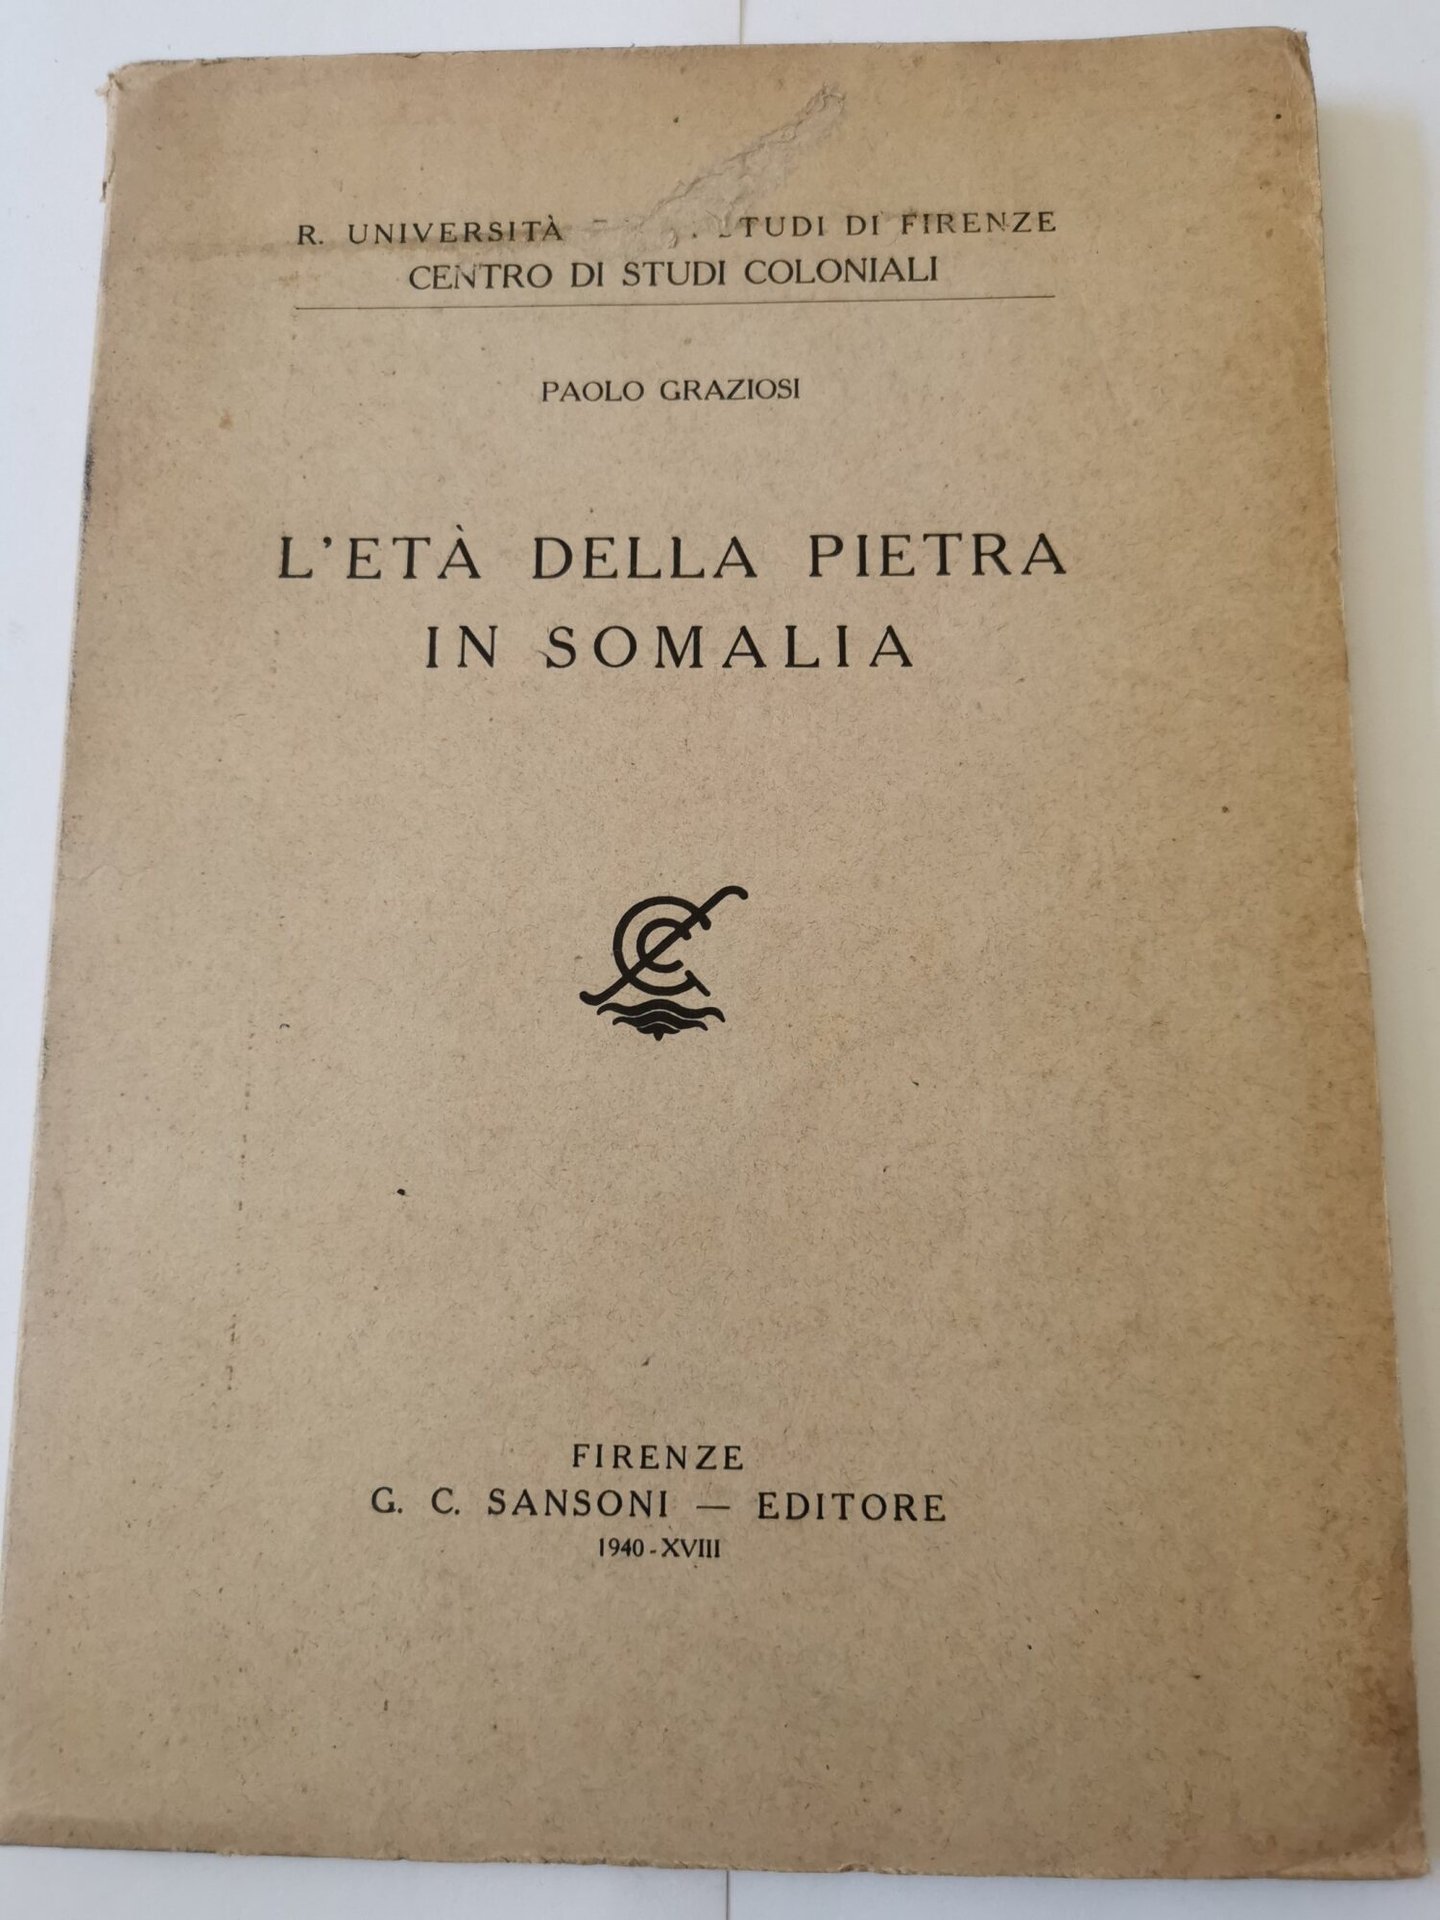 R. UNIVERSITÀ DI FIRENZE
CENTRO DI STUDI COLONIALI
PAOLO GRAZIOSI
L'ETÀ DELLA PIETRA
IN SOMALIA
FIRENZE
G. C. SANSONI — EDITORE
1940-XVIII